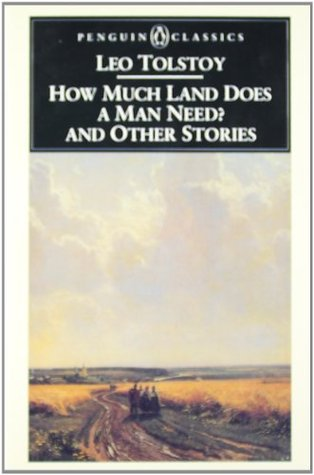 PENGUIN CLASSICS
LEO TOLSTOY
HOW MUCH LAND DOES
A MAN NEED?
AND OTHER STORIES